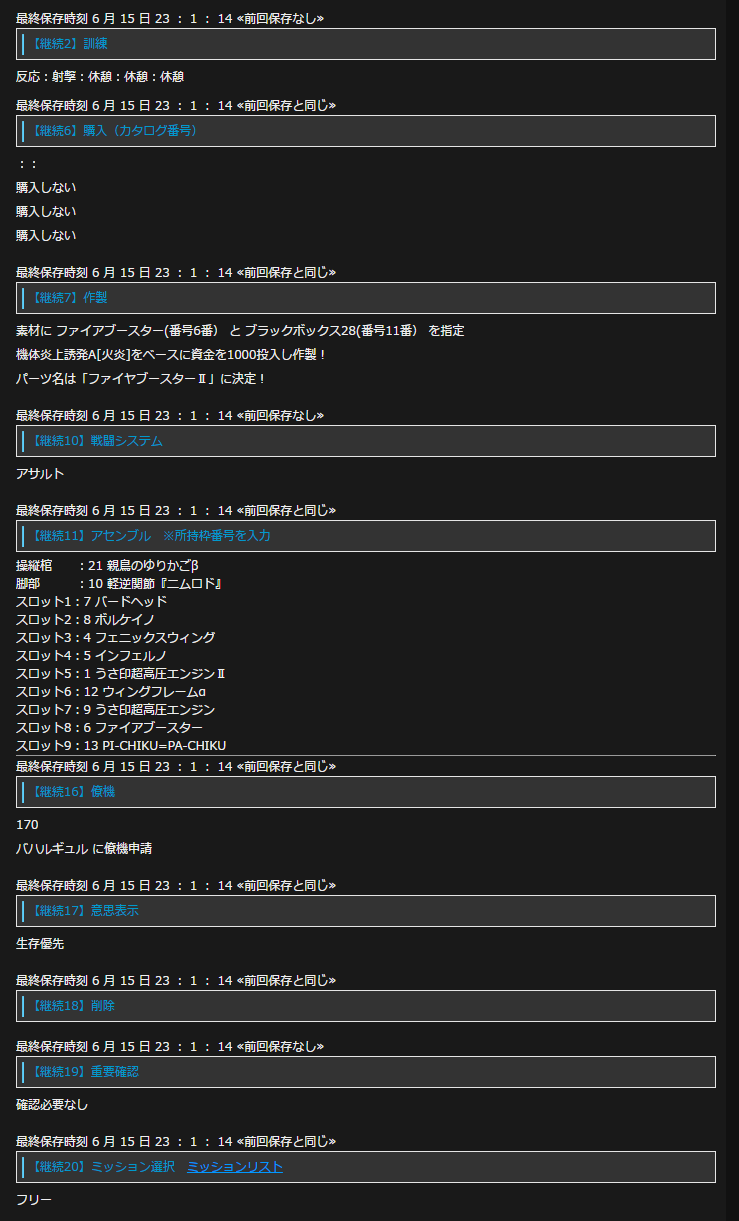 最終保存時刻 6 月 15 日 23 ： 1 ： 14 ≪前回保存なし≫
【継続2】訓練
反応：射撃：休憩：休憩：休憩
最終保存時刻 6 月 15 日 23 ： 1 ： 14 ≪前回保存と同じ≫
【継続6】購入（カタログ番号）
：：
購入しない
購入しない
購入しない
最終保存時刻 6 月 15 日 23 ： 1 ： 14 ≪前回保存と同じ≫
【継続7】作製
素材に ファイアブースター(番号6番） と ブラックボックス28(番号11番） を指定
機体炎上誘発A[火炎]をベースに資金を1000投入し作製！
パーツ名は「ファイヤブースターⅡ」に決定！
最終保存時刻 6 月 15 日 23 ： 1 ： 14 ≪前回保存なし≫
【継続10】戦闘システム
アサルト
最終保存時刻 6 月 15 日 23 ： 1 ： 14 ≪前回保存と同じ≫
【継続11】アセンブル　※所持枠番号を入力
操縦棺　　：21 親鳥のゆりかごβ
脚部　　　：10 軽逆関節『ニムロド』
スロット1：7 バードヘッド
スロット2：8 ボルケイノ
スロット3：4 フェニックスウィング
スロット4：5 インフェルノ
スロット5：1 うさ印超高圧エンジンⅡ
スロット6：12 ウィングフレームα
スロット7：9 うさ印超高圧エンジン
スロット8：6 ファイアブースター
スロット9：13 PI-CHIKU=PA-CHIKU
最終保存時刻 6 月 15 日 23 ： 1 ： 14 ≪前回保存と同じ≫
【継続16】僚機
170
バハルギュル に僚機申請
最終保存時刻 6 月 15 日 23 ： 1 ： 14 ≪前回保存と同じ≫
【継続17】意思表示
生存優先
最終保存時刻 6 月 15 日 23 ： 1 ： 14 ≪前回保存と同じ≫
【継続18】削除
最終保存時刻 6 月 15 日 23 ： 1 ： 14 ≪前回保存なし≫
【継続19】重要確認
確認必要なし
最終保存時刻 6 月 15 日 23 ： 1 ： 14 ≪前回保存と同じ≫
【継続20】ミッション選択　ミッションリスト
フリー